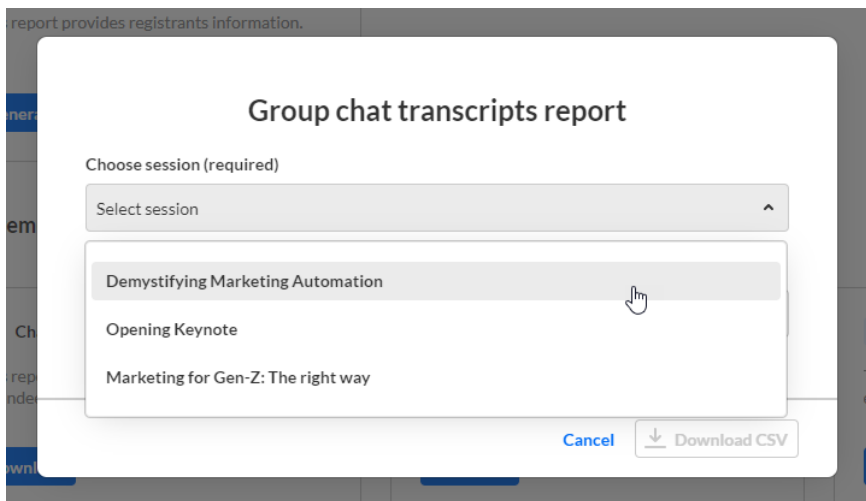 report provides registrants information.
Group chat transcripts report
Choose session (required)
Select session
Demystifying Marketing Automation
Opening Keynote
Marketing for Gen-Z: The right way
Cancel
Download CSV